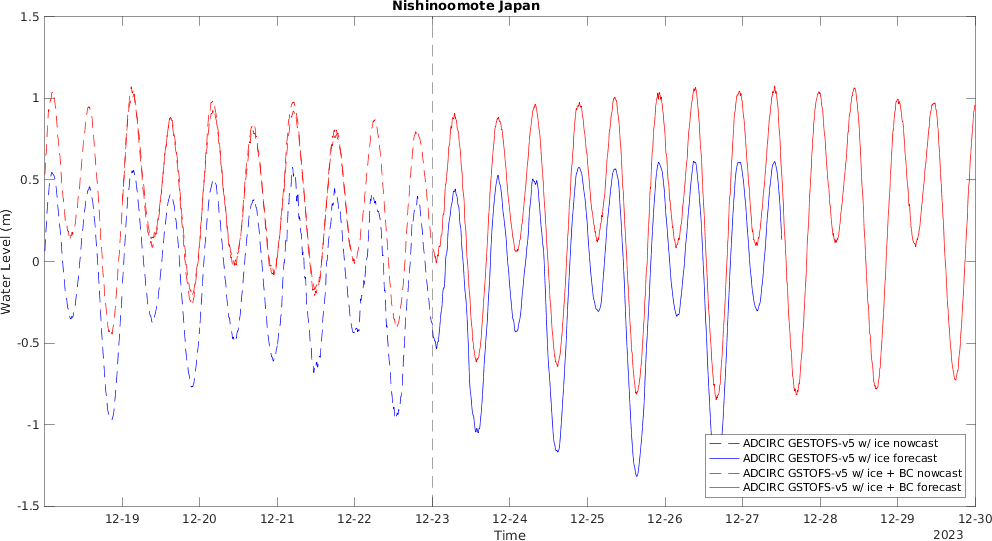 Nishinoomote Japan
1.5
1
0.5
0
-0.5
-1
-1.5
Water Level (m)
12-19 12-20 12-21 12-22 12-23 12-24 12-25 12-26 12-27 12-28 12-29 12-30
Time
2023
ADCIRC GESTOFS-v5 w/ ice nowcast
ADCIRC GESTOFS-v5 w/ ice forecast
ADCIRC GSTOFS-v5 w/ ice + BC nowcast
ADCIRC GSTOFS-v5 w/ ice + BC forecast